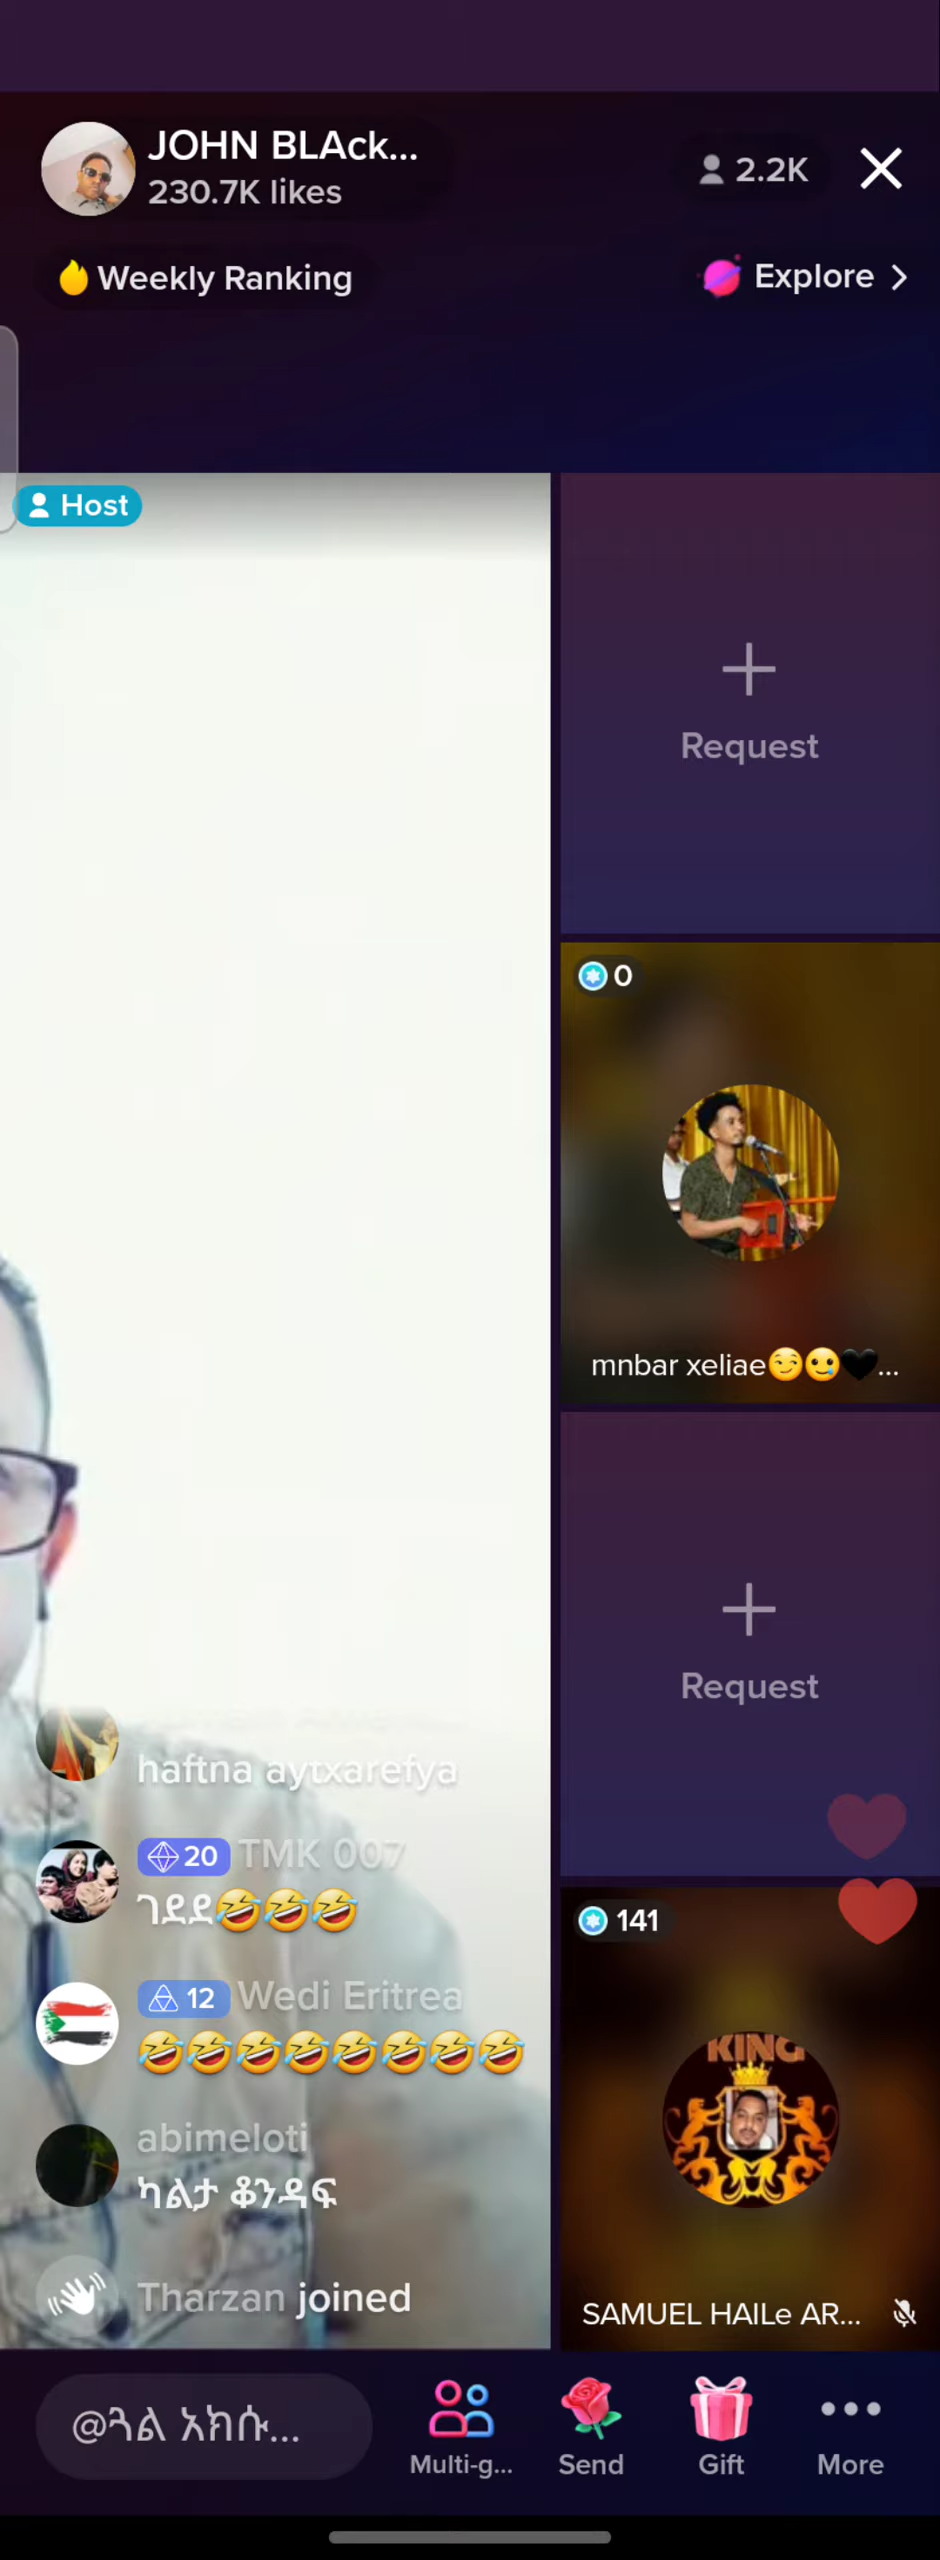 JOHN BLAck...
230.7K likes
2.2K
Weekly Ranking
Explore
Host
Request
0
mnbar xeliae😏🥲🖤...
Request
haftna aytxarefya
20 TMK 007
ገደደ🤣🤣🤣
12 Wedi Eritrea
🤣🤣🤣🤣🤣🤣🤣🤣
abimeloti
ካልታ ቆንዳፍ
Tharzan joined
141
KING
SAMUEL HAILe AR...
@ጓል አክሱ...
Multi-g...
Send
Gift
More